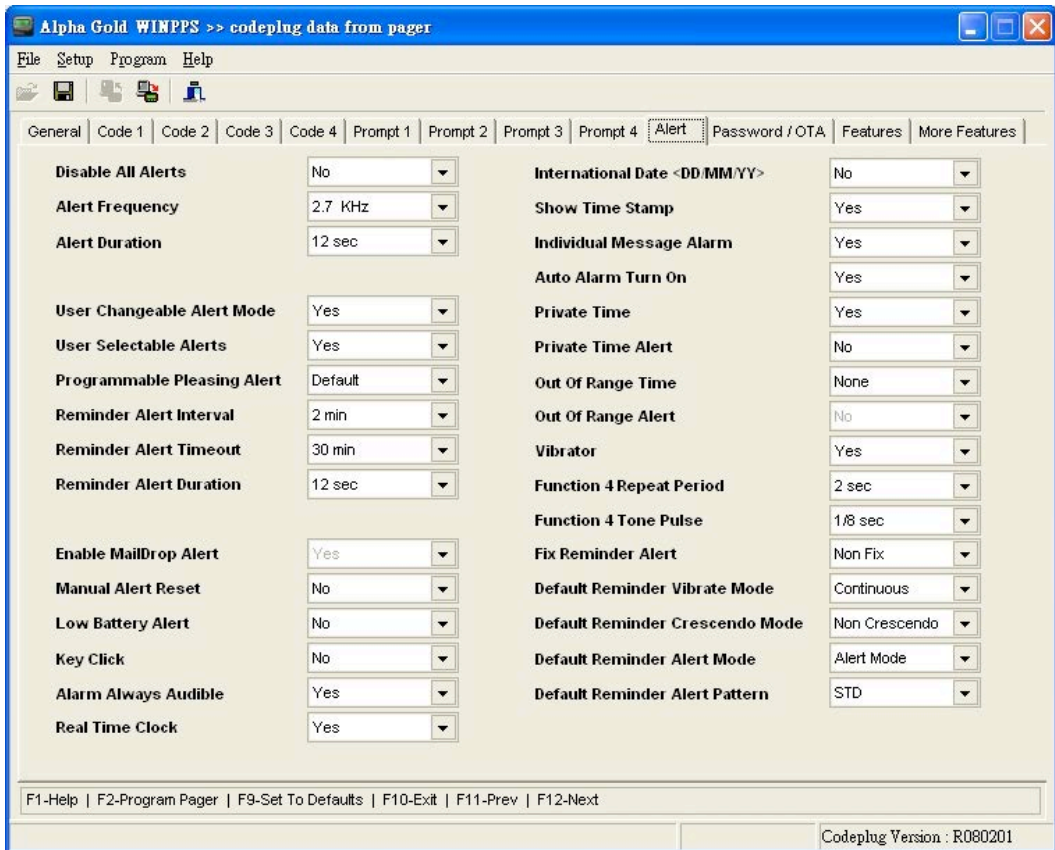 Alpha Gold WINPPS >> codeplug data from pager
File Setup Program Help
General Code 1 Code 2 Code 3 Code 4 Prompt 1 Prompt 2 Prompt 3 Prompt 4 Alert Password / OTA Features More Features
Disable All Alerts No
Alert Frequency 2.7 KHz
Alert Duration 12 sec
User Changeable Alert Mode Yes
User Selectable Alerts Yes
Programmable Pleasing Alert Default
Reminder Alert Interval 2 min
Reminder Alert Timeout 30 min
Reminder Alert Duration 12 sec
Enable MailDrop Alert Yes
Manual Alert Reset No
Low Battery Alert No
Key Click No
Alarm Always Audible Yes
Real Time Clock Yes
International Date <DD/MM/YY> No
Show Time Stamp Yes
Individual Message Alarm Yes
Auto Alarm Turn On Yes
Private Time Yes
Private Time Alert No
Out Of Range Time None
Out Of Range Alert No
Vibrator Yes
Function 4 Repeat Period 2 sec
Function 4 Tone Pulse 1/8 sec
Fix Reminder Alert Non Fix
Default Reminder Vibrate Mode Continuous
Default Reminder Crescendo Mode Non Crescendo
Default Reminder Alert Mode Alert Mode
Default Reminder Alert Pattern STD
F1-Help | F2-Program Pager | F9-Set To Defaults | F10-Exit | F11-Prev | F12-Next
Codeplug Version : R080201